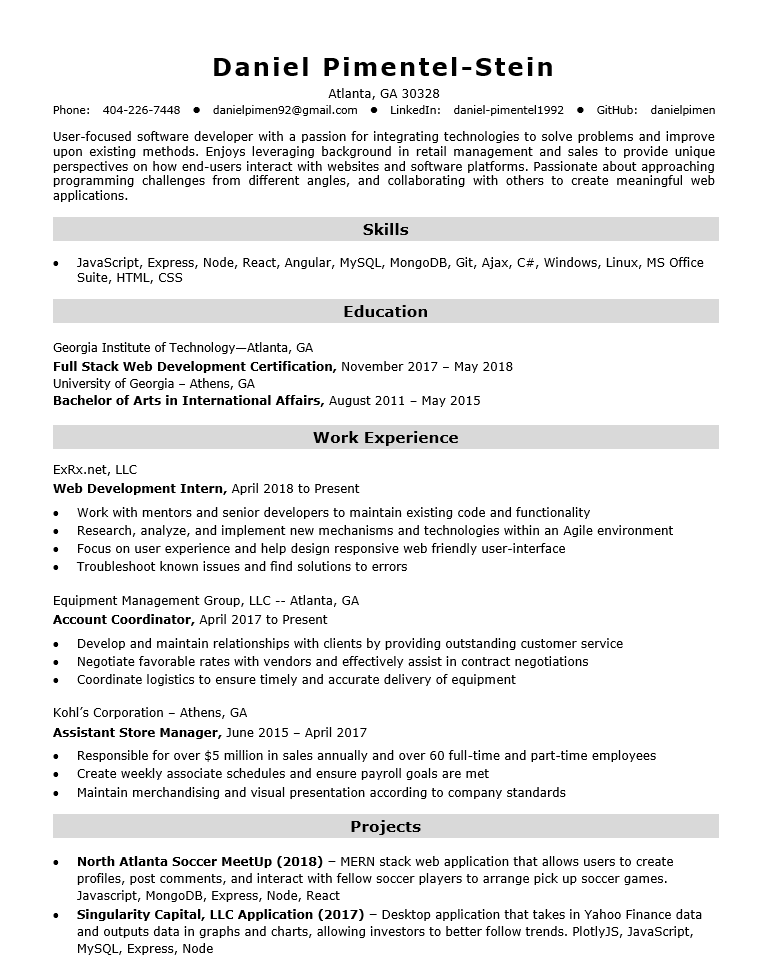 Daniel Pimentel-Stein
Atlanta, GA 30328
Phone: 404-226-7448 ● danielpimen92@gmail.com ● LinkedIn: daniel-pimentel1992 ● GitHub: danielpimen
User-focused software developer with a passion for integrating technologies to solve problems and improve
upon existing methods. Enjoys leveraging background in retail management and sales to provide unique
perspectives on how end-users interact with websites and software platforms. Passionate about approaching
programming challenges from different angles, and collaborating with others to create meaningful web
applications.
Skills
• JavaScript, Express, Node, React, Angular, MySQL, MongoDB, Git, Ajax, C#, Windows, Linux, MS Office
Suite, HTML, CSS
Education
Georgia Institute of Technology—Atlanta, GA
Full Stack Web Development Certification, November 2017 – May 2018
University of Georgia – Athens, GA
Bachelor of Arts in International Affairs, August 2011 – May 2015
Work Experience
ExRx.net, LLC
Web Development Intern, April 2018 to Present
• Work with mentors and senior developers to maintain existing code and functionality
• Research, analyze, and implement new mechanisms and technologies within an Agile environment
• Focus on user experience and help design responsive web friendly user-interface
• Troubleshoot known issues and find solutions to errors
Equipment Management Group, LLC -- Atlanta, GA
Account Coordinator, April 2017 to Present
• Develop and maintain relationships with clients by providing outstanding customer service
• Negotiate favorable rates with vendors and effectively assist in contract negotiations
• Coordinate logistics to ensure timely and accurate delivery of equipment
Kohl's Corporation – Athens, GA
Assistant Store Manager, June 2015 – April 2017
• Responsible for over $5 million in sales annually and over 60 full-time and part-time employees
• Create weekly associate schedules and ensure payroll goals are met
• Maintain merchandising and visual presentation according to company standards
Projects
• North Atlanta Soccer MeetUp (2018) – MERN stack web application that allows users to create
profiles, post comments, and interact with fellow soccer players to arrange pick up soccer games.
Javascript, MongoDB, Express, Node, React
• Singularity Capital, LLC Application (2017) – Desktop application that takes in Yahoo Finance data
and outputs data in graphs and charts, allowing investors to better follow trends. PlotlyJS, JavaScript,
MySQL, Express, Node